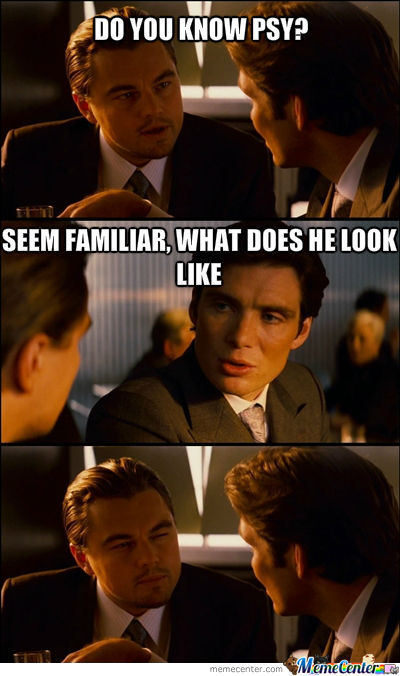 DO YOU KNOW PSY?
SEEM FAMILIAR, WHAT DOES HE LOOK
LIKE
memecenter.com MemeCenter